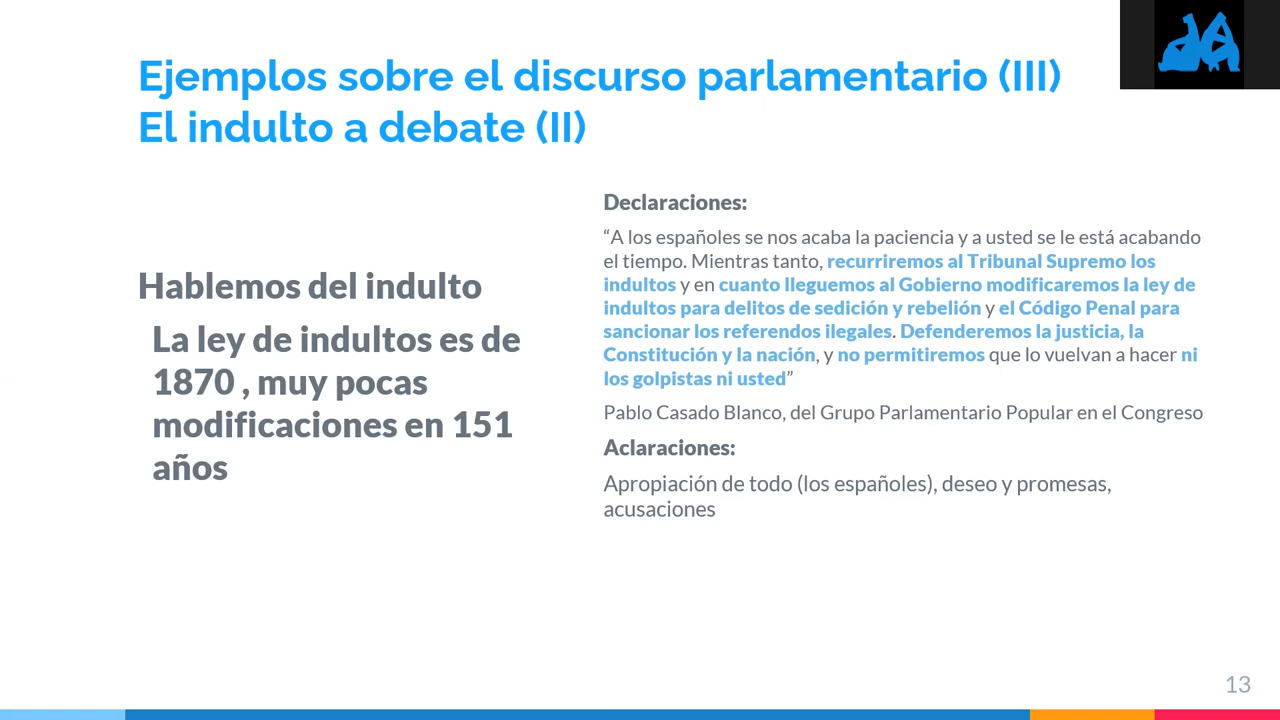 Ejemplos sobre el discurso parlamentario (III)
El indulto a debate (II)
Hablemos del indulto
La ley de indultos es de
1870 , muy pocas
modificaciones en 151
años
Declaraciones:
“A los españoles se nos acaba la paciencia y a usted se le está acabando
el tiempo. Mientras tanto, recurriremos al Tribunal Supremo los
indultos y en cuanto lleguemos al Gobierno modificaremos la ley de
indultos para delitos de sedición y rebelión y el Código Penal para
sancionar los referendos ilegales. Defenderemos la justicia, la
Constitución y la nación, y no permitiremos que lo vuelvan a hacer ni
los golpistas ni usted”
Pablo Casado Blanco, del Grupo Parlamentario Popular en el Congreso
Aclaraciones:
Apropiación de todo (los españoles), deseo y promesas,
acusaciones
13